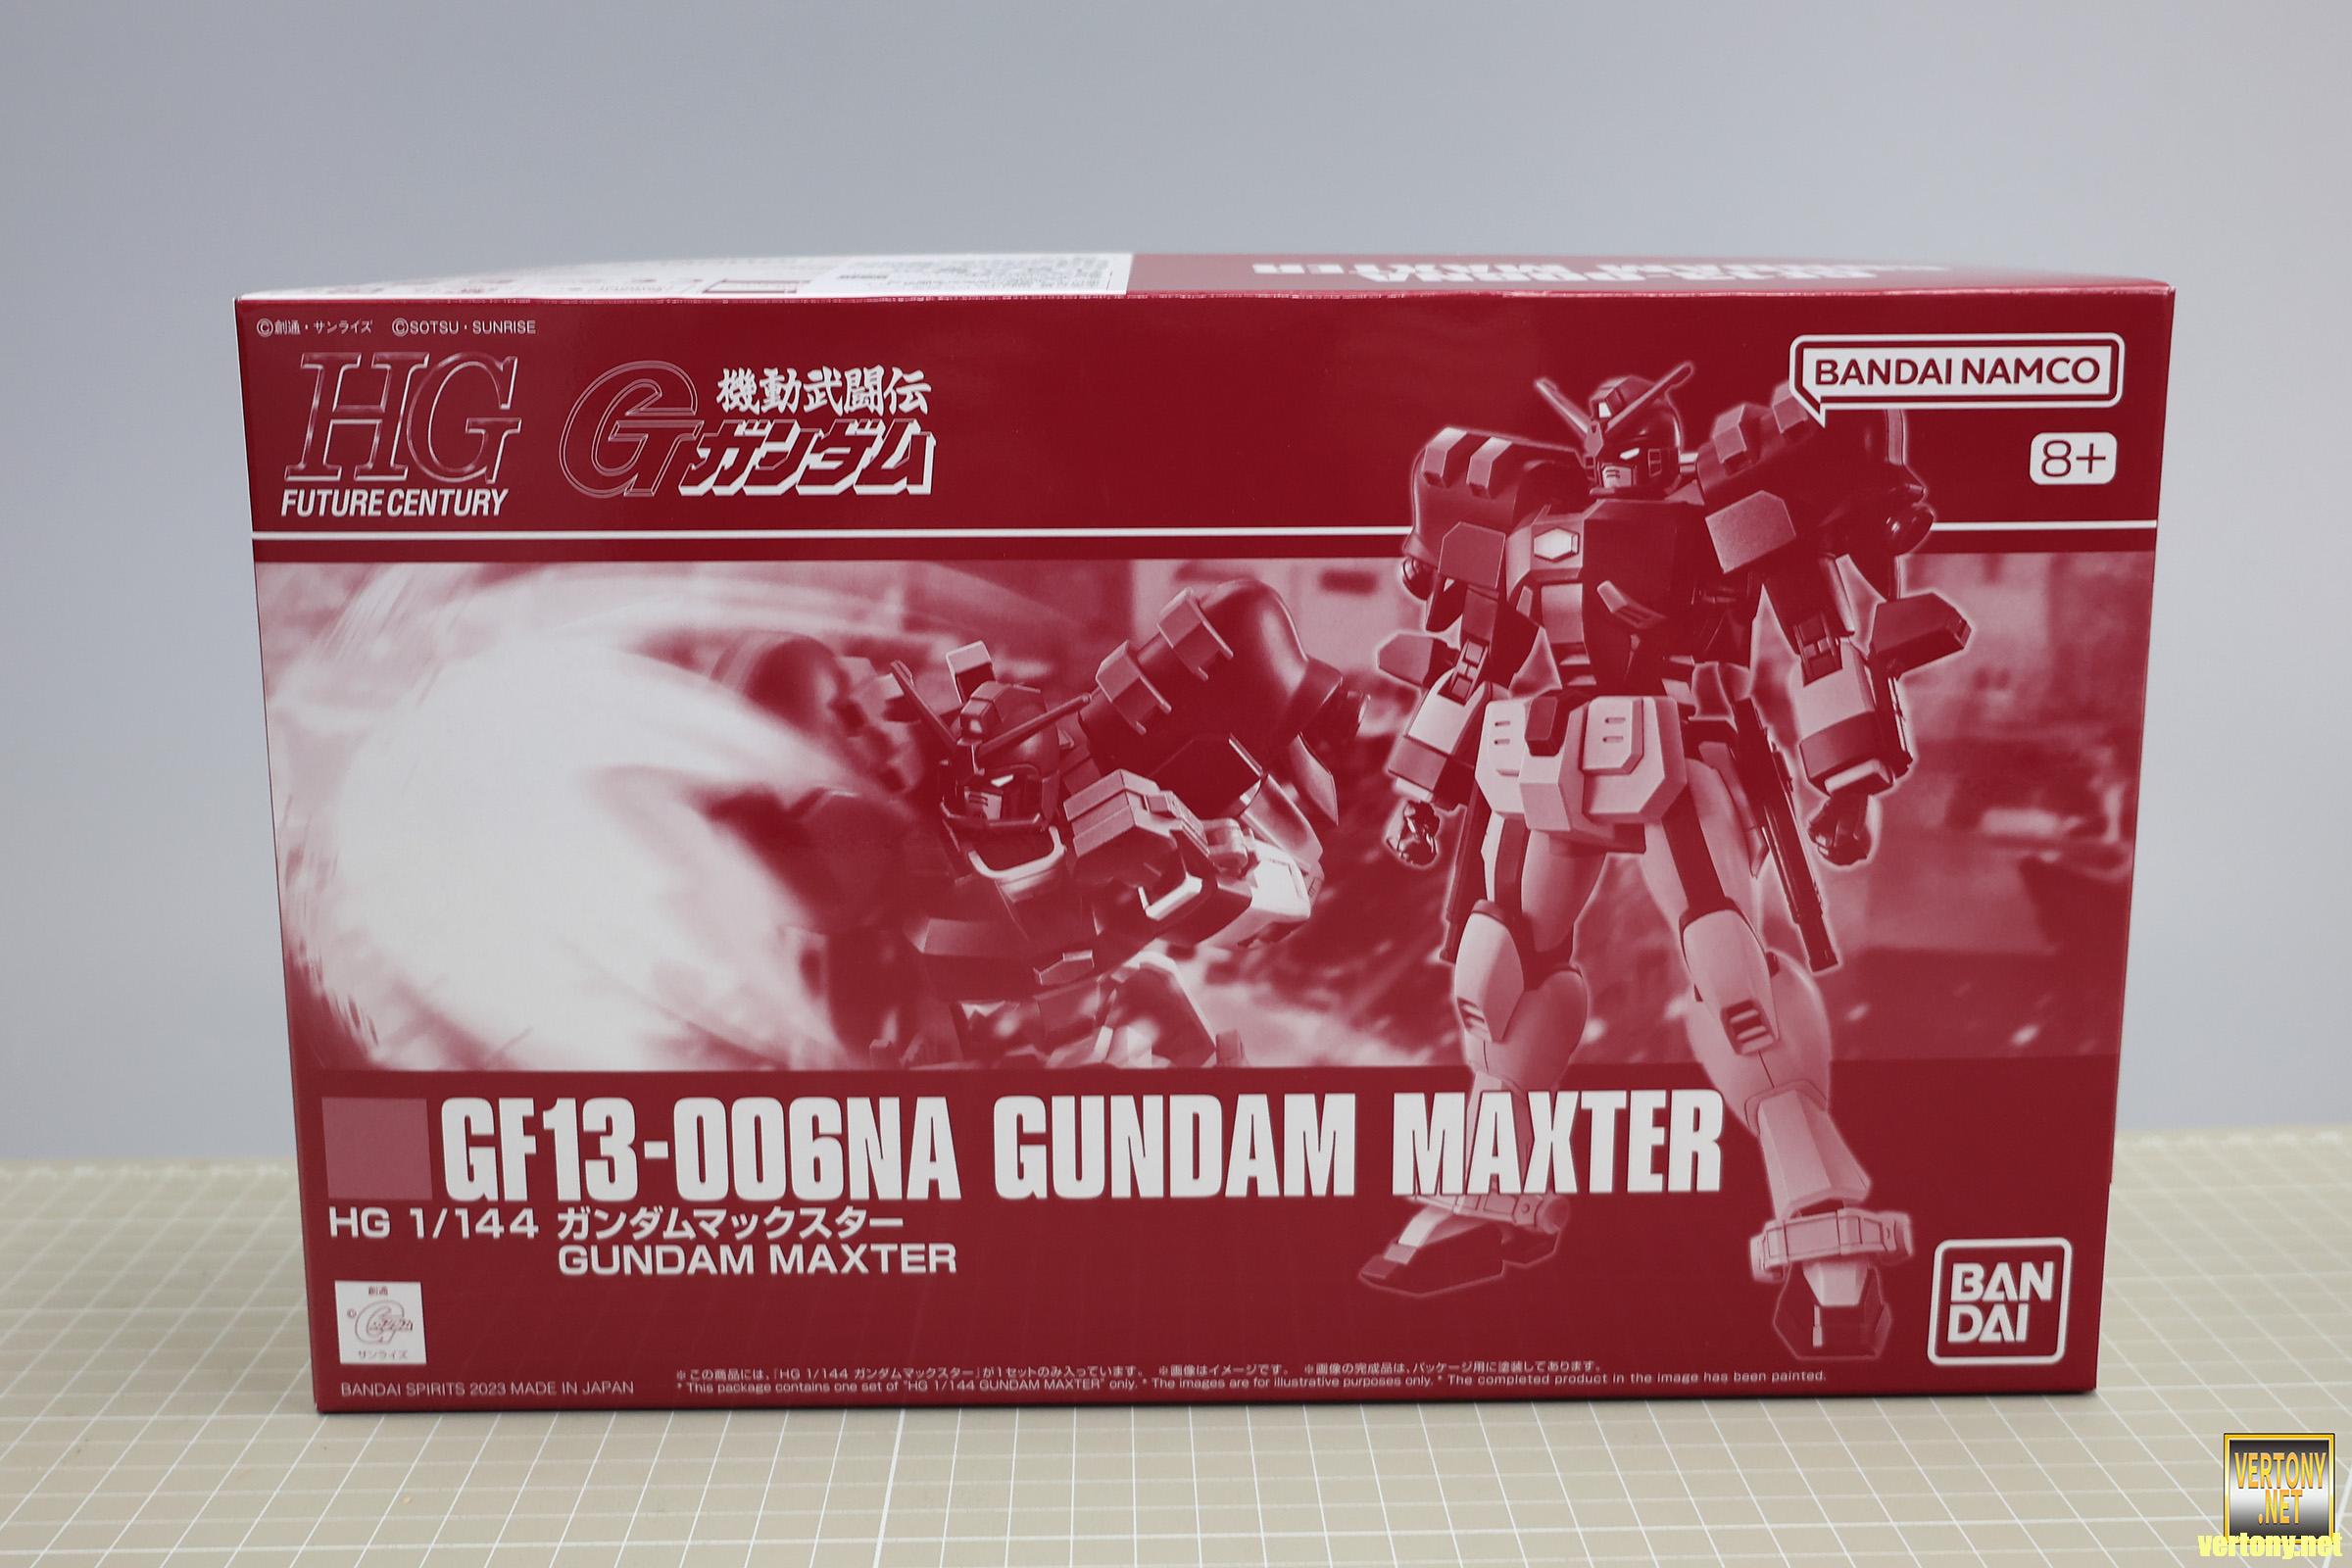 ©創通・サンライズ ©SOTSU・SUNRISE
HG
FUTURE CENTURY
機動武闘伝
Gガンダム
BANDAI NAMCO
8+
GF13-006NA GUNDAM MAXTER
HG 1/144 ガンダムマックスター
GUNDAM MAXTER
創通
サンライズ
BAN
DAI
※この商品には、「HG 1/144 ガンダムマックスター」が1セットのみ入っています。 ※画像はイメージです。 ※画像の完成品は、パッケージ用に塗装してあります。
BANDAI SPIRITS 2023 MADE IN JAPAN
* This package contains one set of "HG 1/144 GUNDAM MAXTER" only. * The images are for illustrative purposes only. * The completed product in the image has been painted.
VERTONY
.NET
vertony.net